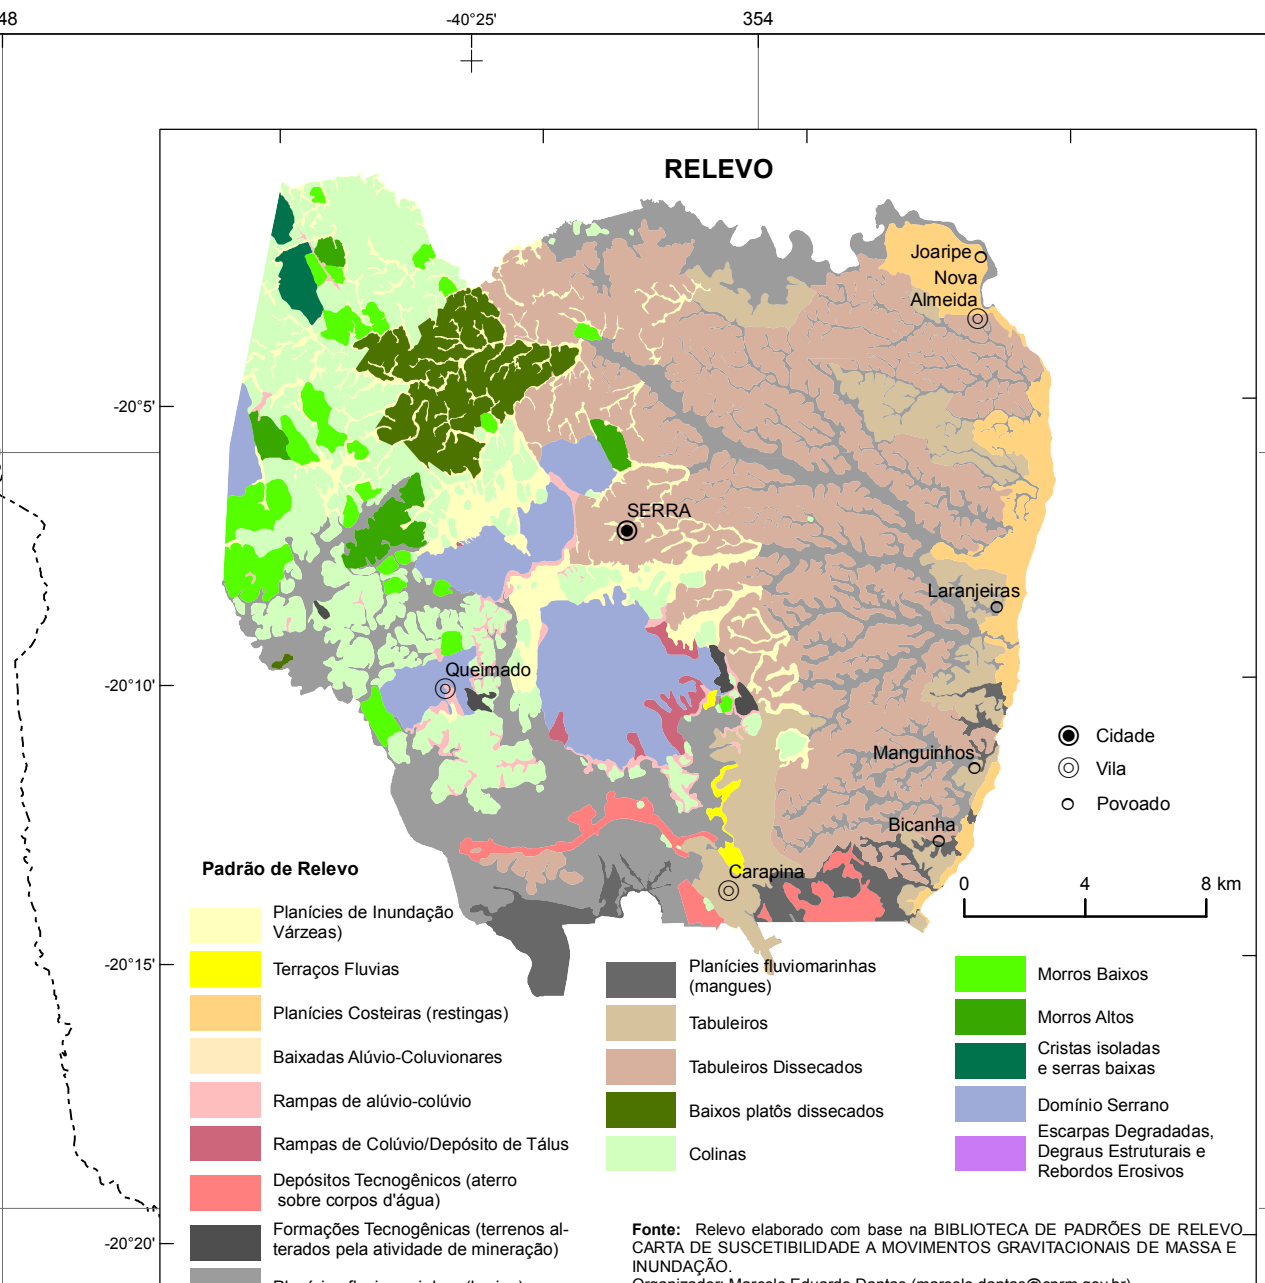 48
-40°25'
354
RELEVO
Joaripe
Nova
Almeida
-20°5'
SERRA
Laranjeiras
-20°10'
Queimado
Manguinhos
Cidade
Vila
Povoado
Bicanha
Carapina
0 4 8 km
-20°15'
-20°20'
Padrão de Relevo
Planícies de Inundação
Várzeas)
Terraços Fluvias
Planícies Costeiras (restingas)
Baixadas Alúvio-Coluvionares
Rampas de alúvio-colúvio
Rampas de Colúvio/Depósito de Tálus
Depósitos Tecnogênicos (aterro
sobre corpos d'água)
Formações Tecnogênicas (terrenos al-
terados pela atividade de mineração)
Planícies fluviomarinhas
(mangues)
Tabuleiros
Tabuleiros Dissecados
Baixos platôs dissecados
Colinas
Morros Baixos
Morros Altos
Cristas isoladas
e serras baixas
Domínio Serrano
Escarpas Degradadas,
Degraus Estruturais e
Rebordos Erosivos
Fonte: Relevo elaborado com base na BIBLIOTECA DE PADRÕES DE RELEVO
CARTA DE SUSCETIBILIDADE A MOVIMENTOS GRAVITACIONAIS DE MASSA E
INUNDAÇÃO.